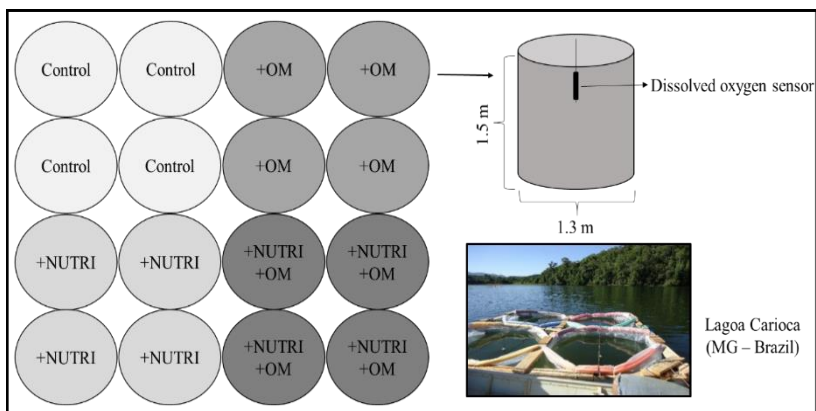 Control
Control
+OM
+OM
Control
Control
+OM
+OM
+NUTRI
+NUTRI
+NUTRI
+OM
+NUTRI
+OM
+NUTRI
+NUTRI
+NUTRI
+OM
+NUTRI
+OM
Dissolved oxygen sensor
1.5 m
1.3 m
Lagoa Carioca
(MG – Brazil)